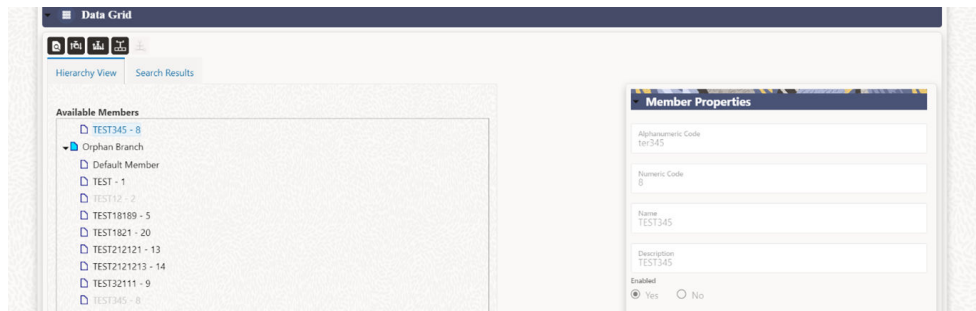 Data Grid
Hierarchy View
Search Results
Available Members
TEST345 - 8
Orphan Branch
Default Member
TEST - 1
TEST12 - 2
TEST18189 - 5
TEST1821 - 20
TEST212121 - 13
TEST2121213 - 14
TEST32111 - 9
TEST345 - 8
Member Properties
Alphanumeric Code
ter345
Numeric Code
8
Name
TEST345
Description
TEST345
Enabled
Yes No